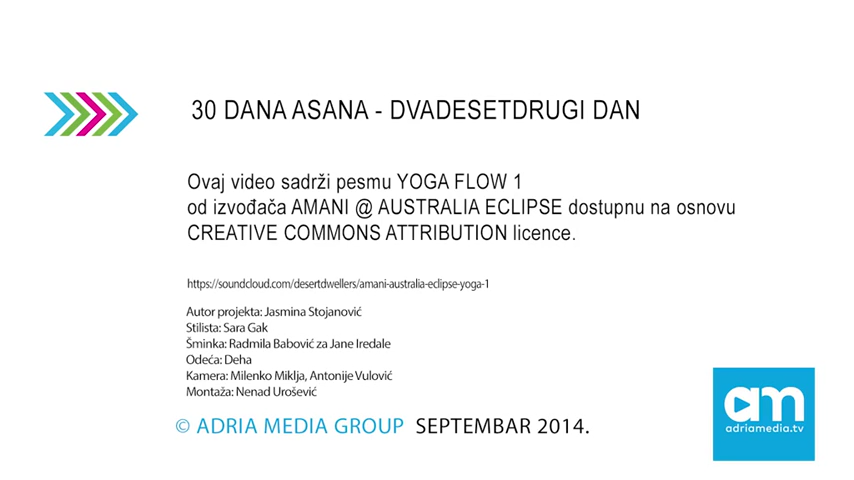 30 DANA ASANA - DVADESETDRUGI DAN
Ovaj video sadrži pesmu YOGA FLOW 1
od izvođača AMANI @ AUSTRALIA ECLIPSE dostupnu na osnovu
CREATIVE COMMONS ATTRIBUTION licence.
https://soundcloud.com/desertdwellers/amani-australia-eclipse-yoga-1
Autor projekta: Jasmina Stojanović
Stilista: Sara Gak
Šminka: Radmila Babović za Jane Iredale
Odeća: Deha
Kamera: Milenko Miklja, Antonije Vulović
Montaža: Nenad Urošević
© ADRIA MEDIA GROUP SEPTEMBAR 2014.
am
adriamedia.tv